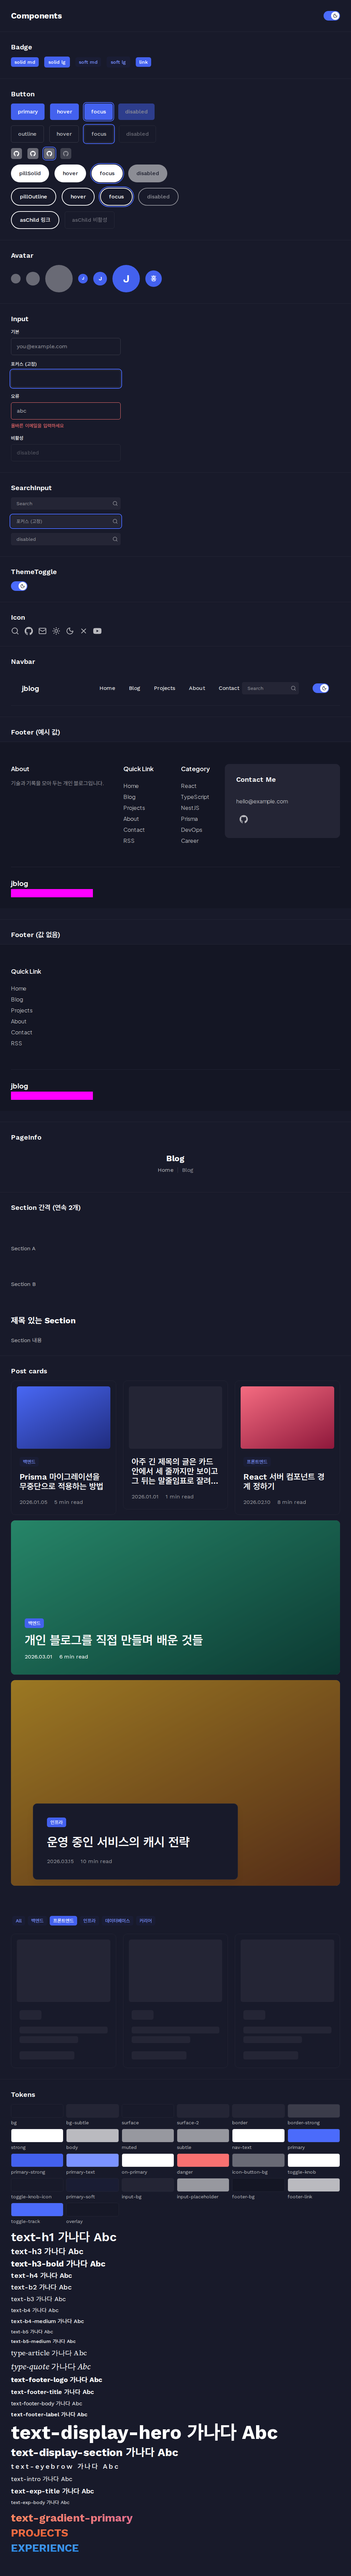 Components
Badge
solid md solid lg soft md soft lg link
Button
primary hover focus disabled
outline hover focus disabled
pillSolid hover focus disabled
pillOutline hover focus disabled
asChild 링크 asChild 비활성
Avatar
J J J 홍
Input
기본
you@example.com
포커스 (고정)
오류
abc
올바른 이메일을 입력하세요
비활성
disabled
SearchInput
Search
포커스 (고정)
disabled
ThemeToggle
Icon
Navbar
jblog Home Blog Projects About Contact Search
Footer (예시 값)
About Quick Link Category Contact Me
기술과 기록을 모아 두는 개인 블로그입니다.
Home React
Blog TypeScript hello@example.com
Projects NestJS
About Prisma
Contact DevOps
RSS Career
jblog
Footer (값 없음)
Quick Link
Home
Blog
Projects
About
Contact
RSS
jblog
PageInfo
Blog
Home Blog
Section 간격 (연속 2개)
Section A
Section B
제목 있는 Section
Section 내용
Post cards
백엔드
Prisma 마이그레이션을
무중단으로 적용하는 방법
2026.01.05 5 min read
아주 긴 제목의 글은 카드
안에서 세 줄까지만 보이고
그 뒤는 말줄임표로 잘려...
2026.01.01 1 min read
프론트엔드
React 서버 컴포넌트 경
계 정하기
2026.02.10 8 min read
백엔드
개인 블로그를 직접 만들며 배운 것들
2026.03.01 6 min read
인프라
운영 중인 서비스의 캐시 전략
2026.03.15 10 min read
All 백엔드 프론트엔드 인프라 데이터베이스 커리어
Tokens
bg bg-subtle surface surface-2 border border-strong
strong body muted subtle nav-text primary
primary-strong primary-text on-primary danger icon-button-bg toggle-knob
toggle-knob-icon primary-soft input-bg input-placeholder footer-bg footer-link
toggle-track overlay
text-h1 가나다 Abc
text-h3 가나다 Abc
text-h3-bold 가나다 Abc
text-h4 가나다 Abc
text-b2 가나다 Abc
text-b3 가나다 Abc
text-b4 가나다 Abc
text-b4-medium 가나다 Abc
text-b5 가나다 Abc
text-b5-medium 가나다 Abc
type-article 가나다 Abc
type-quote 가나다 Abc
text-footer-logo 가나다 Abc
text-footer-title 가나다 Abc
text-footer-body 가나다 Abc
text-footer-label 가나다 Abc
text-display-hero 가나다 Abc
text-display-section 가나다 Abc
text-eyebrow 가나다 Abc
text-intro 가나다 Abc
text-exp-title 가나다 Abc
text-exp-body 가나다 Abc
text-gradient-primary
PROJECTS
EXPERIENCE